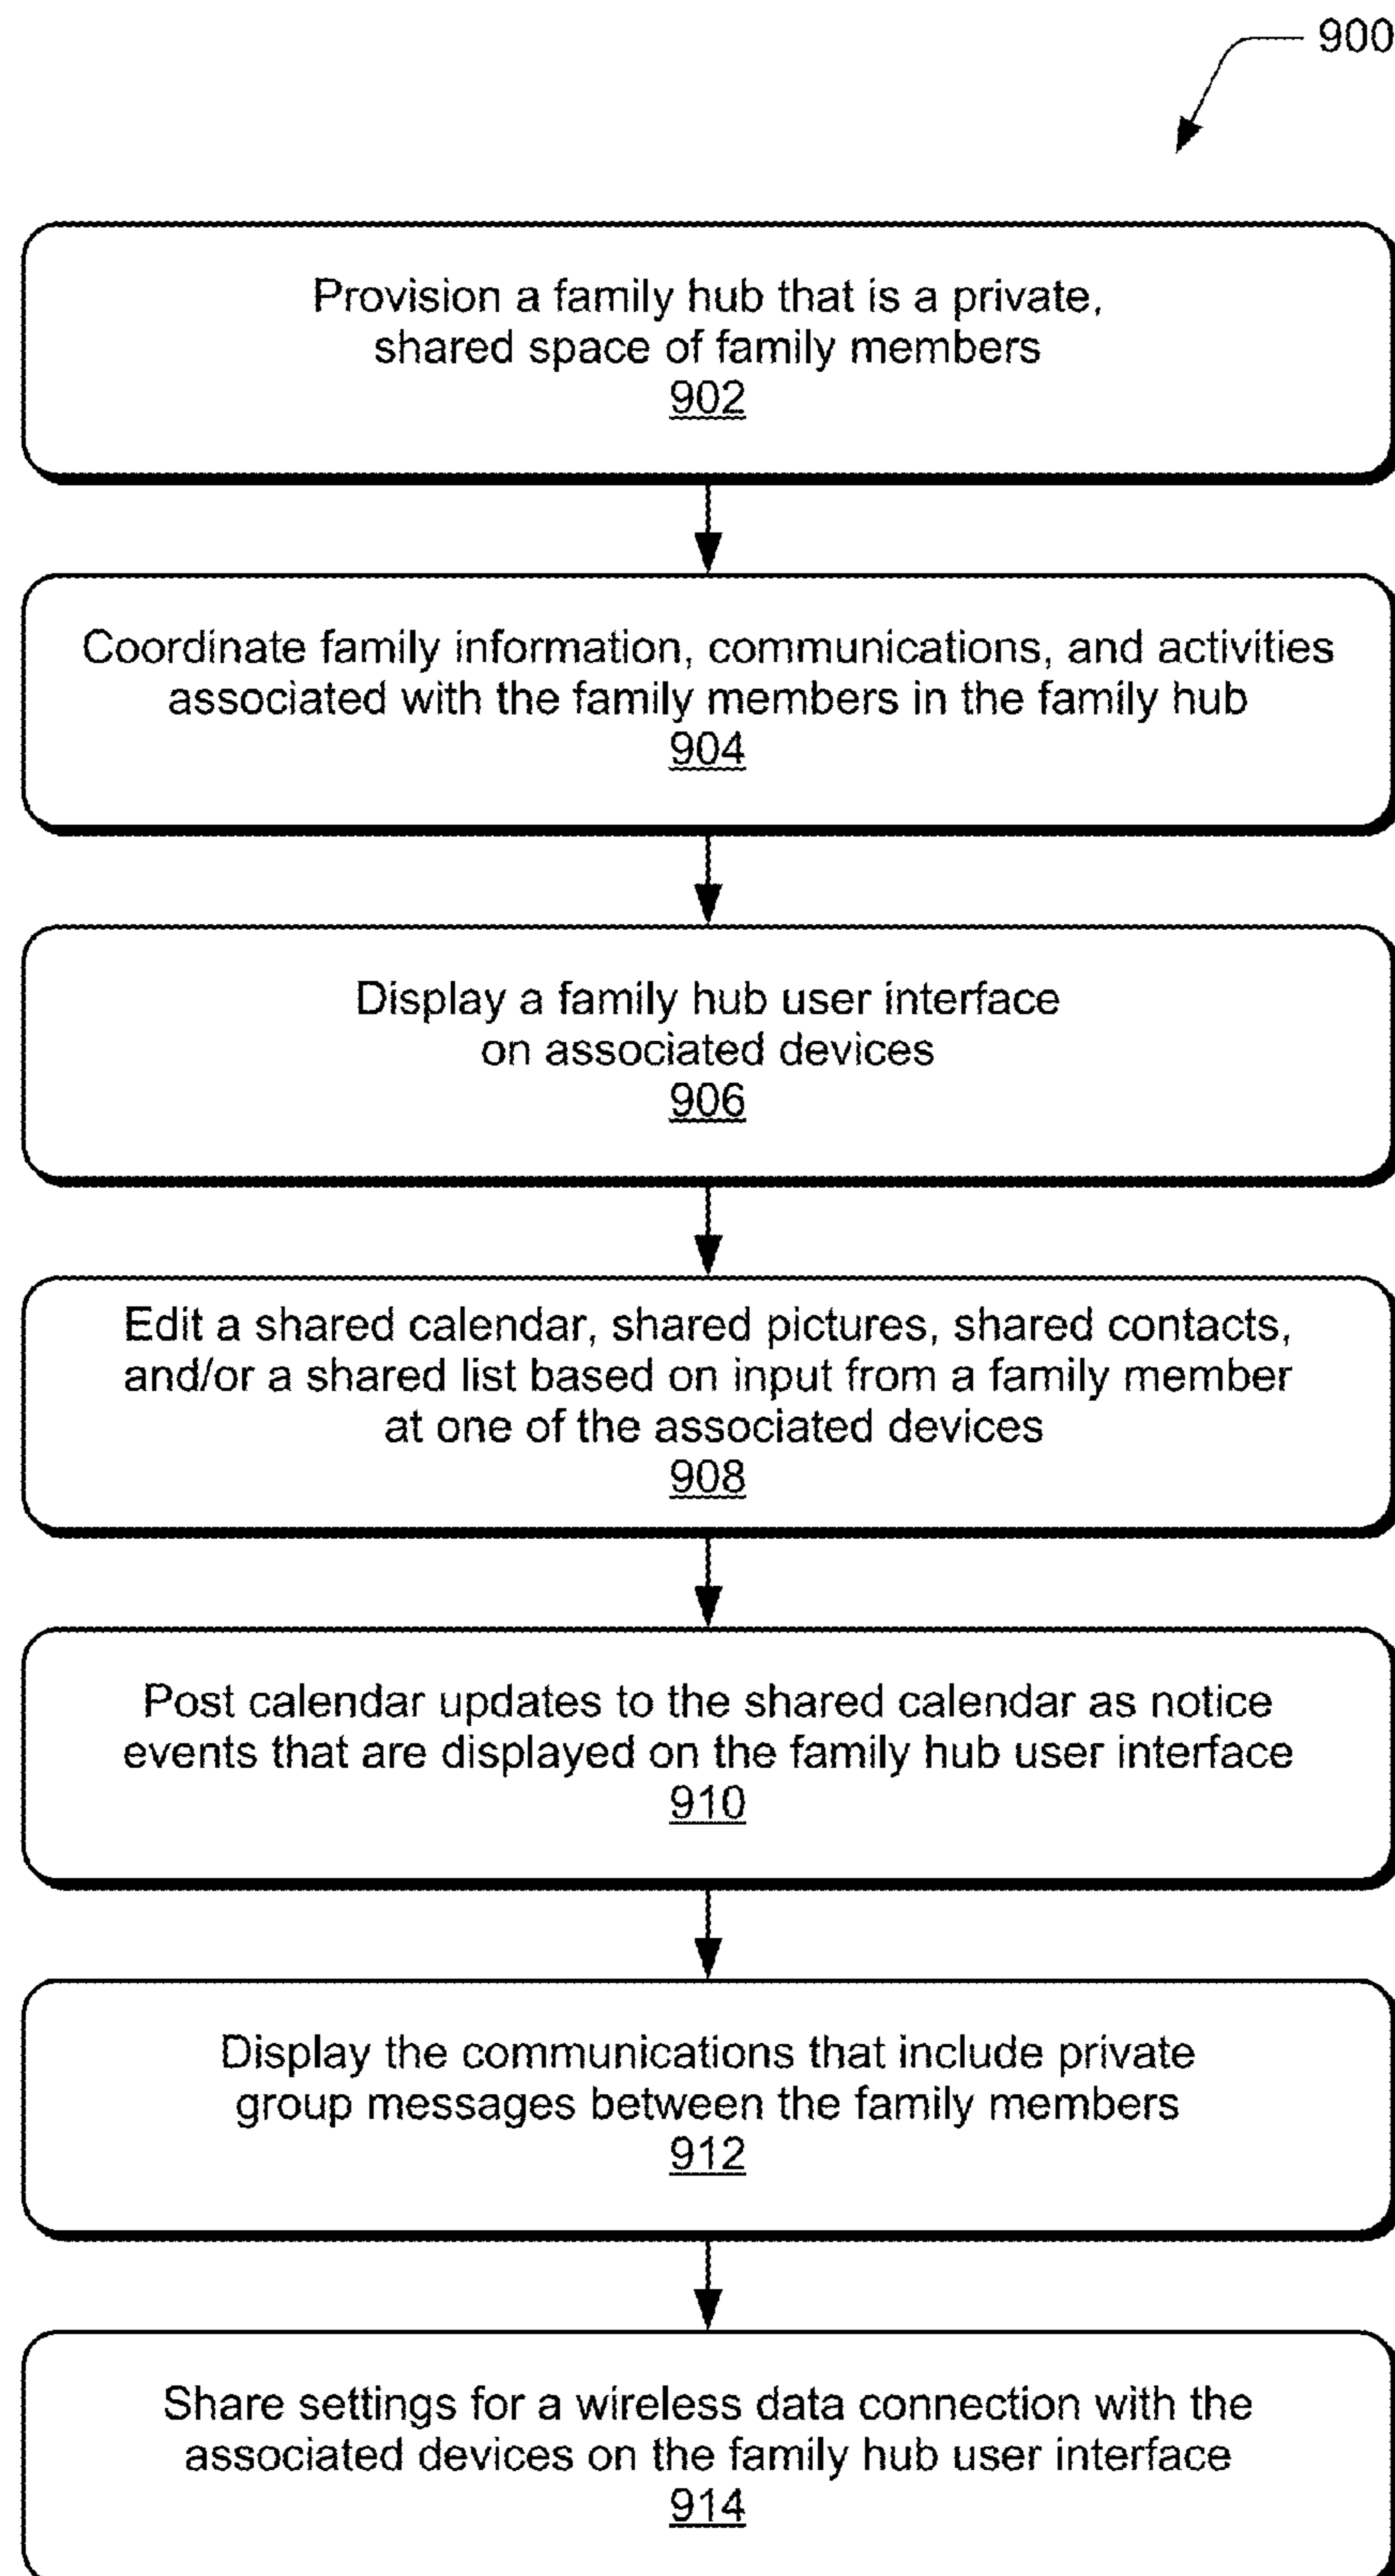 900
Provision a family hub that is a private,
shared space of family members
902
Coordinate family information, communications, and activities
associated with the family members in the family hub
904
Display a family hub user interface
on associated devices
906
Edit a shared calendar, shared pictures, shared contacts,
and/or a shared list based on input from a family member
at one of the associated devices
908
Post calendar updates to the shared calendar as notice
events that are displayed on the family hub user interface
910
Display the communications that include private
group messages between the family members
912
Share settings for a wireless data connection with the
associated devices on the family hub user interface
914